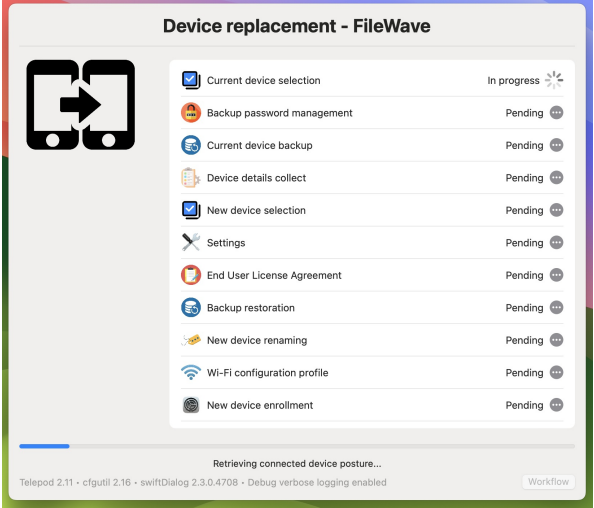 Device replacement - FileWave
Current device selection In progress
Backup password management Pending
Current device backup Pending
Device details collect Pending
New device selection Pending
Settings Pending
End User License Agreement Pending
Backup restoration Pending
New device renaming Pending
Wi-Fi configuration profile Pending
New device enrollment Pending
Retrieving connected device posture...
Telepod 2.11 • cfgutil 2.16 • swiftDialog 2.3.0.4708 • Debug verbose logging enabled Workflow